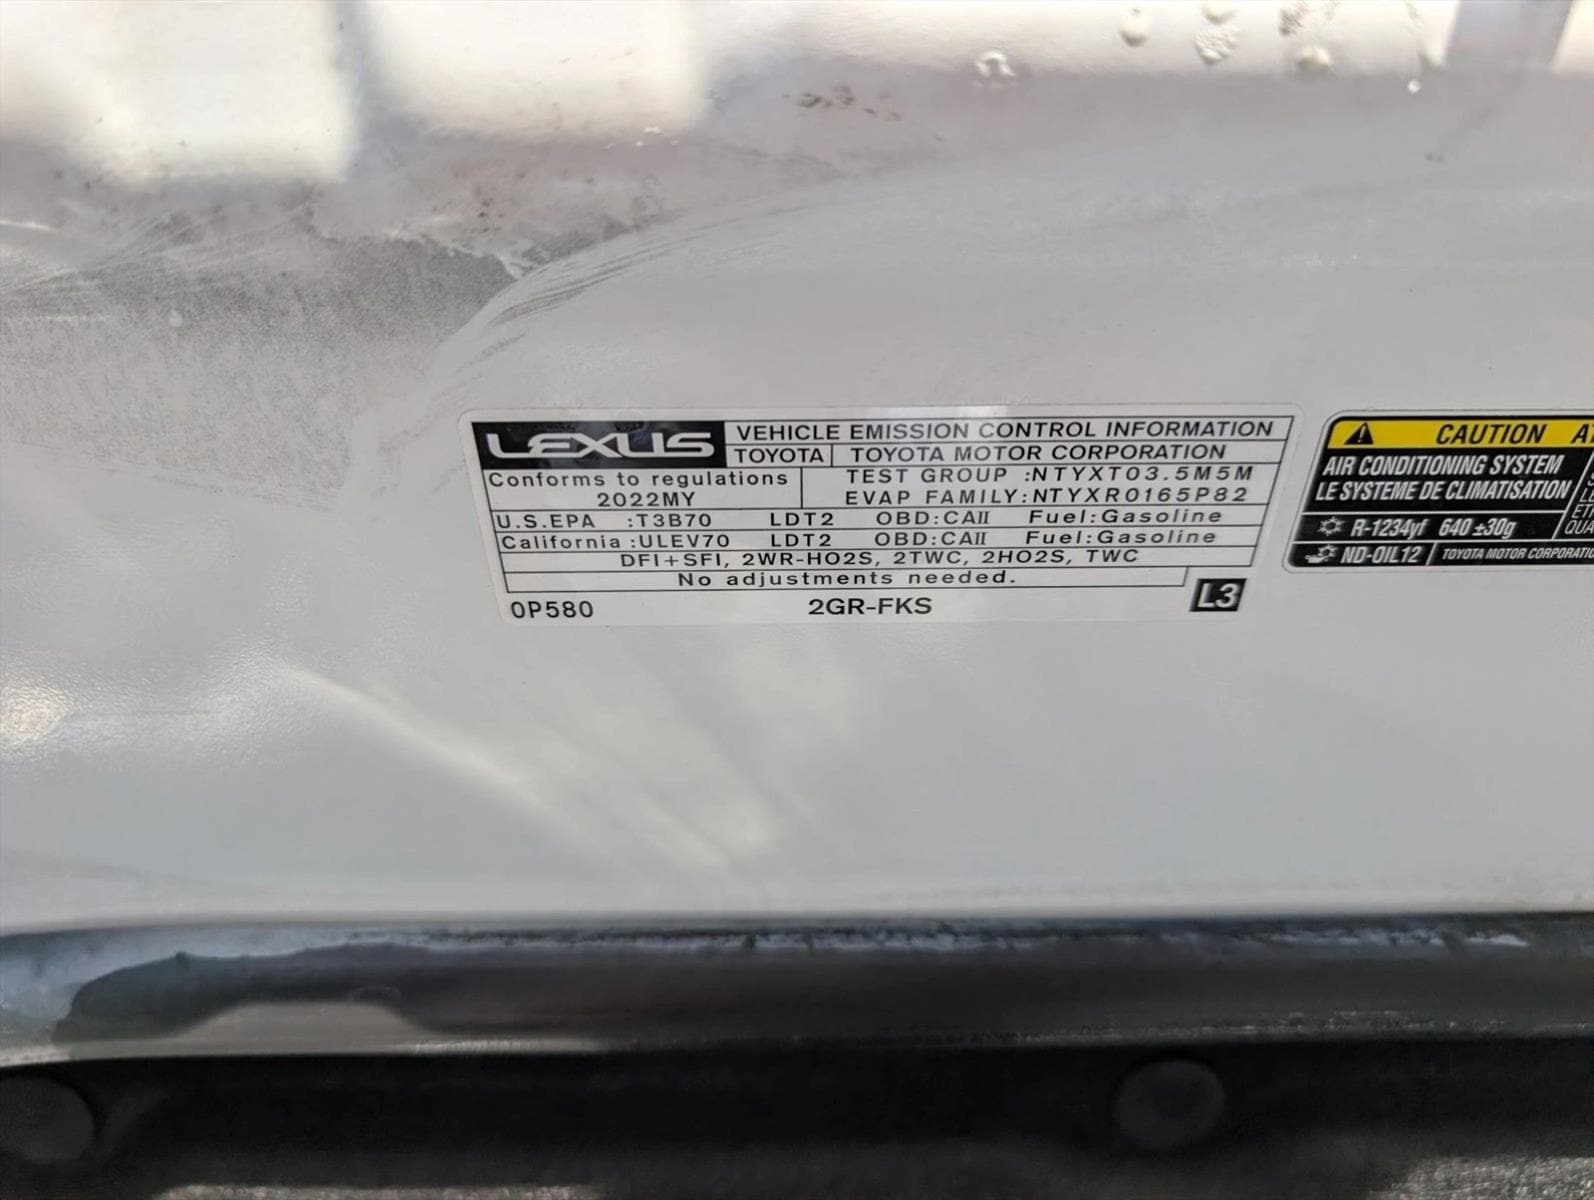 LEXUS VEHICLE EMISSION CONTROL INFORMATION
TOYOTA TOYOTA MOTOR CORPORATION
Conforms to regulations TEST GROUP :NTYXT03.5M5M
2022MY EVAP FAMILY:NTYXR0165P82
U.S.EPA :T3B70 LDT2 OBD:CAII Fuel:Gasoline
California :ULEV70 LDT2 OBD:CAII Fuel:Gasoline
DFI+SFI, 2WR-HO2S, 2TWC, 2HO2S, TWC
No adjustments needed.
0P580 2GR-FKS L3
CAUTION
AIR CONDITIONING SYSTEM
LE SYSTEME DE CLIMATISATION
R-1234yf 640 ±30g
ND-OIL12 TOYOTA MOTOR CORPORATION